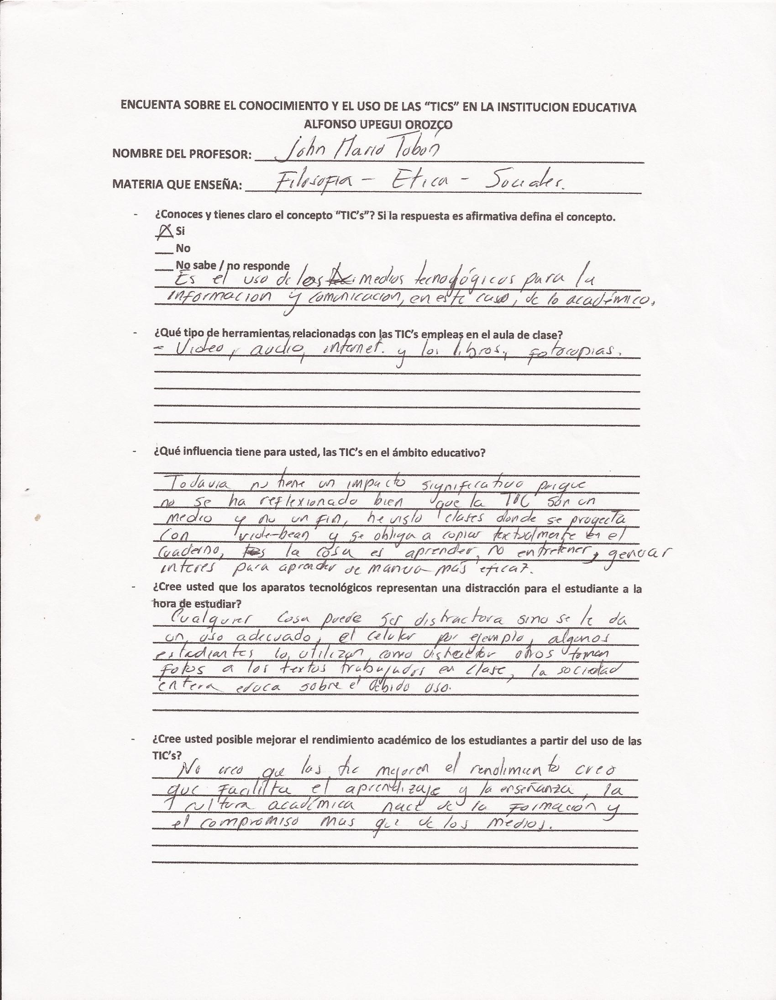 ENCUENTA SOBRE EL CONOCIMIENTO Y EL USO DE LAS “TICS” EN LA INSTITUCION EDUCATIVA
ALFONSO UPEGUI OROZCO
NOMBRE DEL PROFESOR: John Mario Tobón
MATERIA QUE ENSEÑA: Filosofia - Etica - Sociales.
- ¿Conoces y tienes claro el concepto “TIC’s”? Si la respuesta es afirmativa defina el concepto.
X Si
___ No
___ No sabe / no responde
Es el uso de los medios tecnológicos para la
informacion y comunicacion, en este caso, de lo académico.
- ¿Qué tipo de herramientas relacionadas con las TIC’s empleas en el aula de clase?
- Video, audio, internet. y los libros, fotocopias.
- ¿Qué influencia tiene para usted, las TIC’s en el ámbito educativo?
Todavia no tiene un impacto significativo porque
no se ha reflexionado bien que la TIC son un
medio y no un fin, he visto clases donde se proyecta
con vide-bean y se obliga a copiar textualmente en el
cuaderno, la cosa es aprender, no entretener, generar
interes para aprender de manera más eficaz.
- ¿Cree usted que los aparatos tecnológicos representan una distracción para el estudiante a la
hora de estudiar?
Cualquier cosa puede ser distractora sino se le da
un uso adecuado, el celular por ejemplo, algunos
estudiantes lo utilizan como distractor otros toman
fotos a los textos trabajados en clase, la sociedad
entera educa sobre el debido uso.
- ¿Cree usted posible mejorar el rendimiento académico de los estudiantes a partir del uso de las
TIC’s?
No creo que las tic mejoren el rendimiento creo
que facilita el aprendizaje y la enseñanza, la
cultura académica nace de la formación y
el compromiso mas que de los medios.